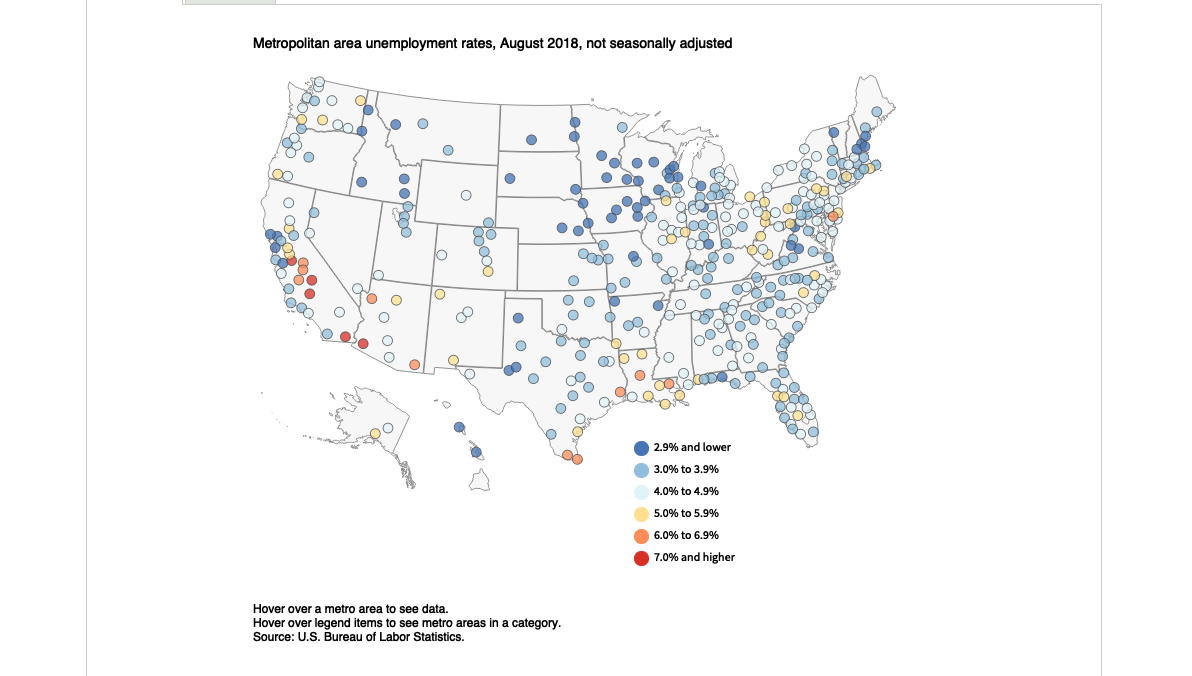 Metropolitan area unemployment rates, August 2018, not seasonally adjusted
2.9% and lower
3.0% to 3.9%
4.0% to 4.9%
5.0% to 5.9%
6.0% to 6.9%
7.0% and higher
Hover over a metro area to see data.
Hover over legend items to see metro areas in a category.
Source: U.S. Bureau of Labor Statistics.